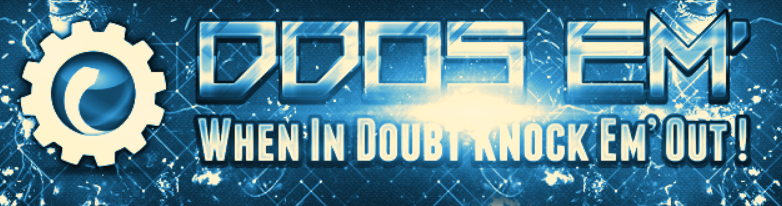 DDOS EM'
WHEN IN DOUBT KNOCK EM' OUT!